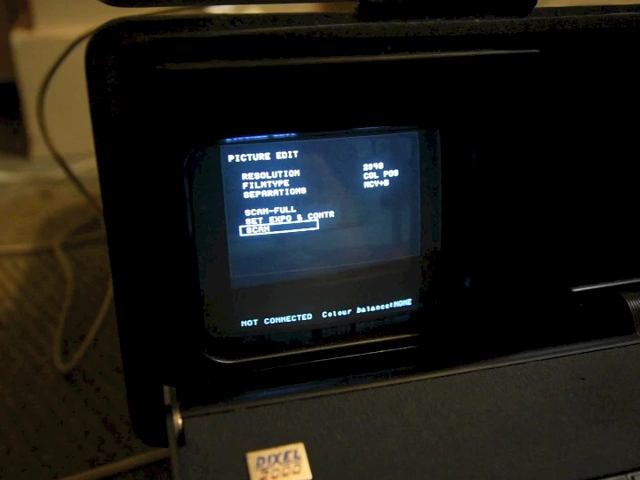 PICTURE EDIT
RESOLUTION
FILMTYPE COL POS
SEPARATIONS
SCAN-FULL
SET EXPO & CONTR
SCAN
NOT CONNECTED Colour balance:NONE
DIXEL
2000